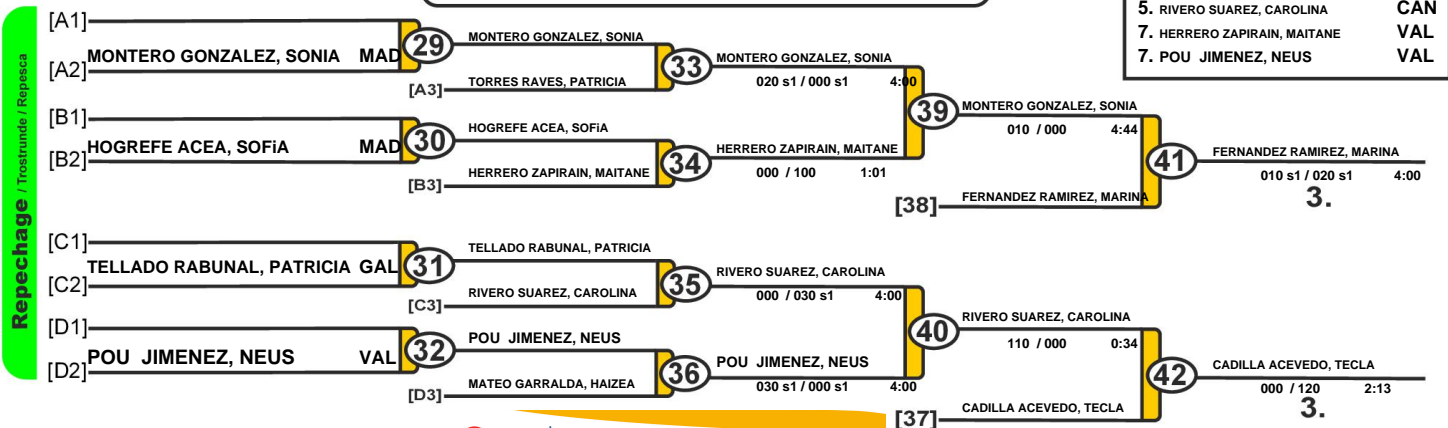 5. RIVERO SUAREZ, CAROLINA CAN
7. HERRERO ZAPIRAIN, MAITANE VAL
7. POU JIMENEZ, NEUS VAL
Repechage / Trostrunde / Repesca
[A1]
MONTERO GONZALEZ, SONIA MAD
[A2]
29
MONTERO GONZALEZ, SONIA
[A3] TORRES RAVES, PATRICIA
33
MONTERO GONZALEZ, SONIA
020 s1 / 000 s1 4:00
[B1]
HOGREFE ACEA, SOFiA MAD
[B2]
30
HOGREFE ACEA, SOFiA
[B3] HERRERO ZAPIRAIN, MAITANE
34
HERRERO ZAPIRAIN, MAITANE
000 / 100 1:01
39
MONTERO GONZALEZ, SONIA
010 / 000 4:44
[38] FERNANDEZ RAMIREZ, MARINA
41
FERNANDEZ RAMIREZ, MARINA
010 s1 / 020 s1 4:00
3.
[C1]
TELLADO RABUNAL, PATRICIA GAL
[C2]
31
TELLADO RABUNAL, PATRICIA
[C3] RIVERO SUAREZ, CAROLINA
35
RIVERO SUAREZ, CAROLINA
000 / 030 s1 4:00
[D1]
POU JIMENEZ, NEUS VAL
[D2]
32
POU JIMENEZ, NEUS
[D3] MATEO GARRALDA, HAIZEA
36
POU JIMENEZ, NEUS
030 s1 / 000 s1 4:00
40
RIVERO SUAREZ, CAROLINA
110 / 000 0:34
[37] CADILLA ACEVEDO, TECLA
42
CADILLA ACEVEDO, TECLA
000 / 120 2:13
3.